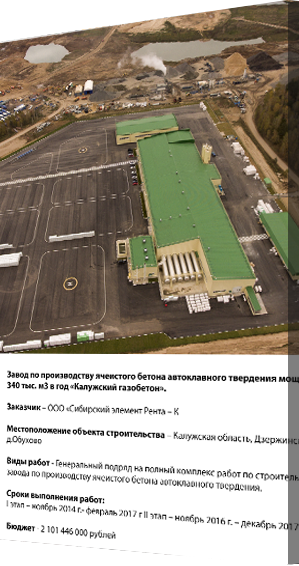 Завод по производству ячеистого бетона автоклавного твердения мощ
340 тыс. м3 в год «Калужский газобетон».
Заказчик – ООО «Сибирский элемент Рента – К
Местоположение объекта строительства – Калужская область, Дзержинс
д.Обухово
Виды работ - Генеральный подряд на полный комплекс работ по строитель
завода по производству ячеистого бетона автоклавного твердения.
Сроки выполнения работ:
I этап – ноябрь 2014 г.- февраль 2017 г II этап – ноябрь 2016 г. – декабрь 2017
Бюджет - 2 101 446 000 рублей